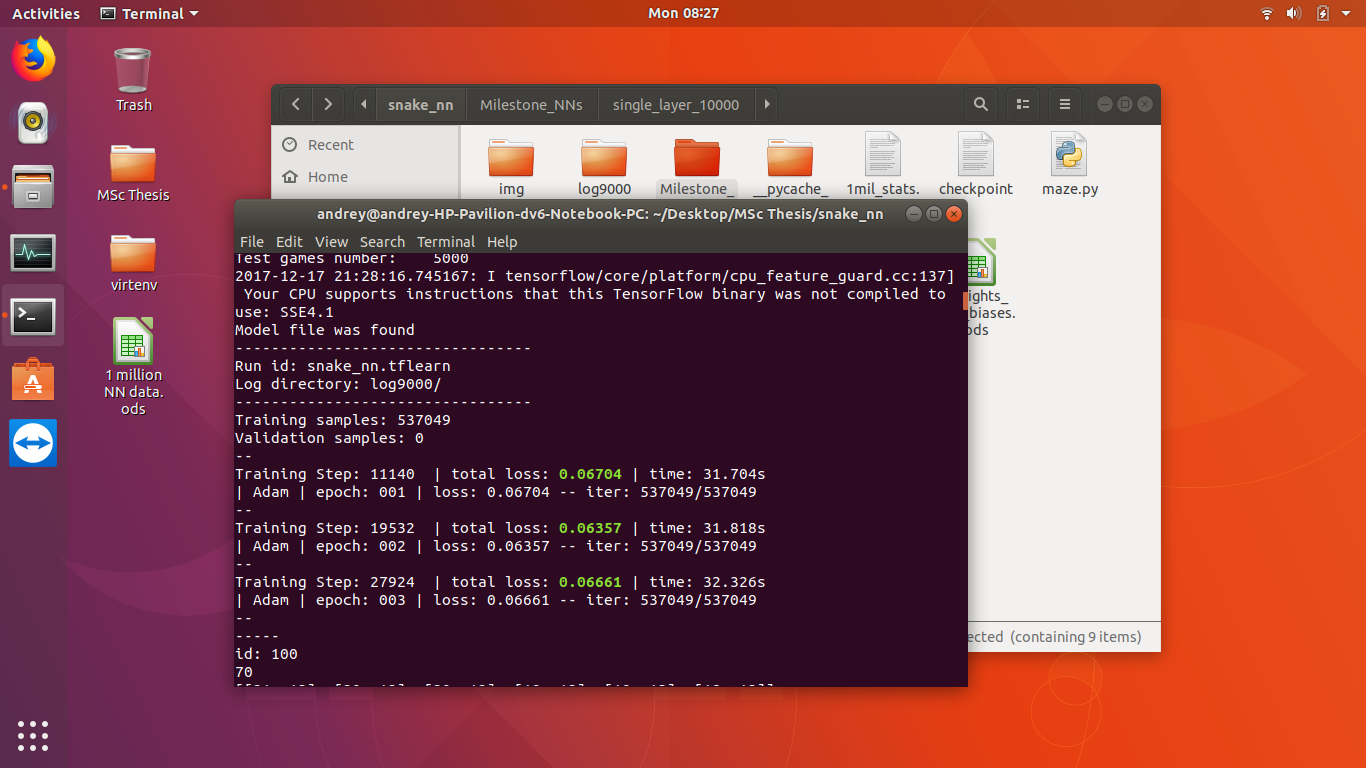 Activities
Terminal
Mon 08:27
Trash
MSc Thesis
virtenv
1 million
NN data.
ods
snake_nn
Milestone_NNs
single_layer_10000
Recent
Home
img
log9000
Milestone_
__pycache_
1mil_stats.
checkpoint
maze.py
ights_
biases.
ods
ected (containing 9 items)
andrey@andrey-HP-Pavilion-dv6-Notebook-PC: ~/Desktop/MSc Thesis/snake_nn
File Edit View Search Terminal Help
Test games number: 5000
2017-12-17 21:28:16.745167: I tensorflow/core/platform/cpu_feature_guard.cc:137]
Your CPU supports instructions that this TensorFlow binary was not compiled to
use: SSE4.1
Model file was found
---------------------------------
Run id: snake_nn.tflearn
Log directory: log9000/
---------------------------------
Training samples: 537049
Validation samples: 0
--
Training Step: 11140 | total loss: 0.06704 | time: 31.704s
| Adam | epoch: 001 | loss: 0.06704 -- iter: 537049/537049
--
Training Step: 19532 | total loss: 0.06357 | time: 31.818s
| Adam | epoch: 002 | loss: 0.06357 -- iter: 537049/537049
--
Training Step: 27924 | total loss: 0.06661 | time: 32.326s
| Adam | epoch: 003 | loss: 0.06661 -- iter: 537049/537049
--
-----
id: 100
70